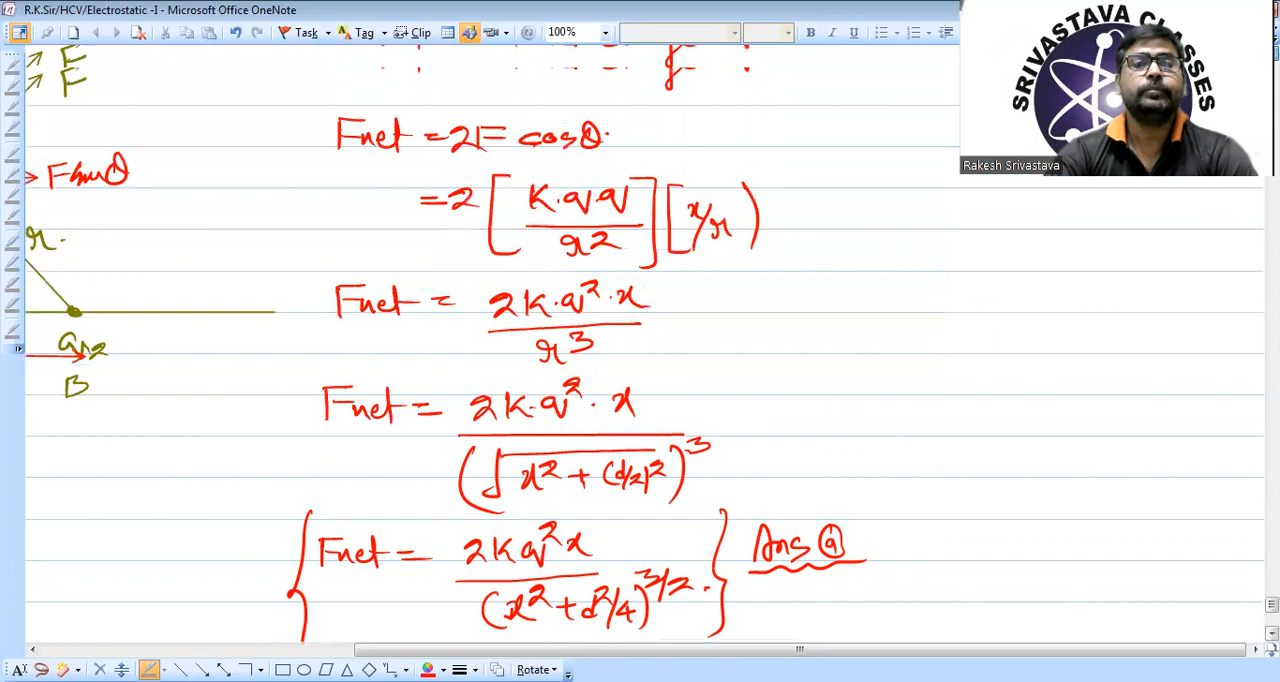 R.K.Sir/HCV/Electrostatic -I - Microsoft Office OneNote
Task
Tag
Clip
100%
B I U
SRIVASTAVA CLASSES
Rakesh Srivastava
F
F
Fnet = 2F cosθ
F sinθ
= 2 [ K·q·q / r2 ] [ x/r )
r
Fnet = 2K·q2·x / r3
B
Fnet = 2K·q2·x / (√x2 + (d/2)2)3
{ Fnet = 2Kq2x / (x2 + d2/4)3/2 } Ans (a)
A
Rotate